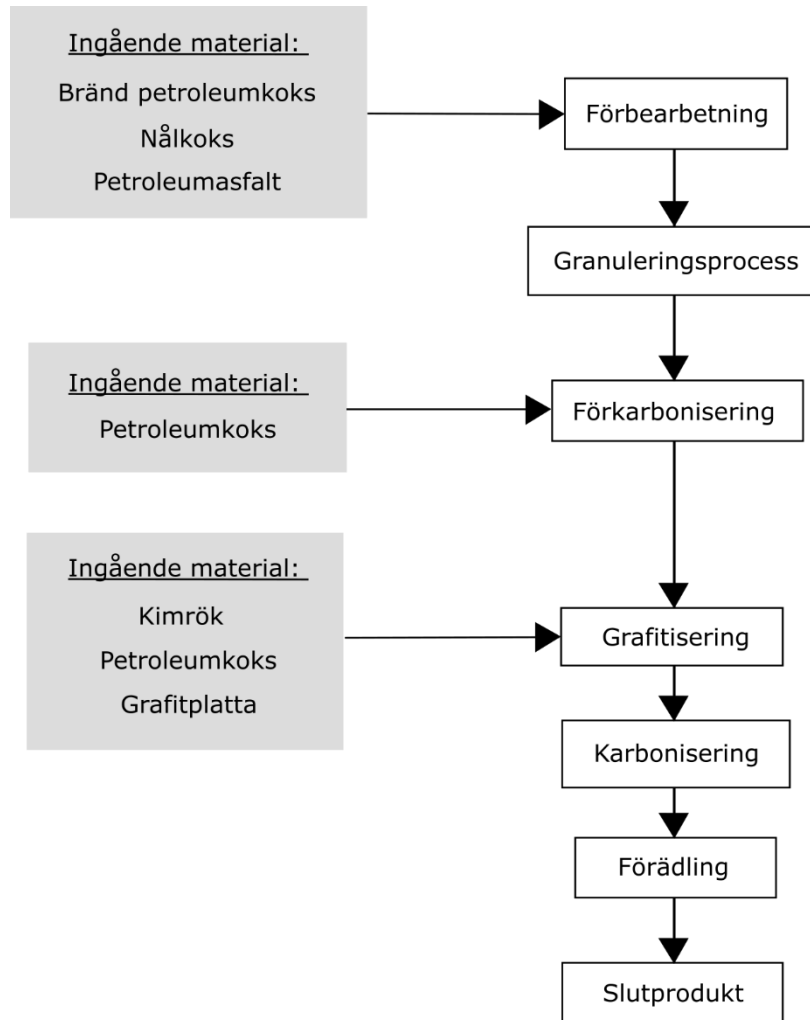 Ingående material:
Bränd petroleumkoks
Nålkoks
Petroleumasfalt
Förbearbetning
Granuleringsprocess
Ingående material:
Petroleumkoks
Förkarbonisering
Ingående material:
Kimrök
Petroleumkoks
Grafitplatta
Grafitisering
Karbonisering
Förädling
Slutprodukt